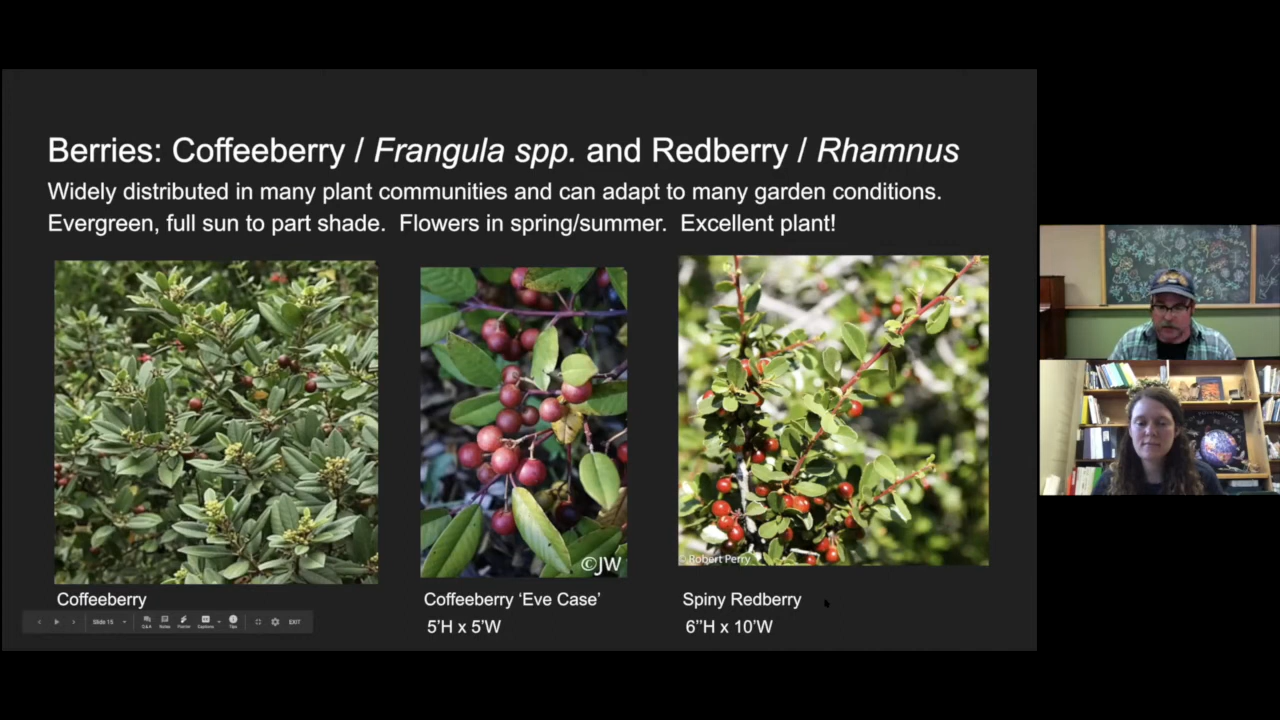 Berries: Coffeeberry / Frangula spp. and Redberry / Rhamnus
Widely distributed in many plant communities and can adapt to many garden conditions.
Evergreen, full sun to part shade.  Flowers in spring/summer.  Excellent plant!
©JW
© Robert Perry
Coffeeberry
Coffeeberry ‘Eve Case’
Spiny Redberry
5’H x 5’W
6’’H x 10’W
Slide 15
Q&A
Notes
Pointer
Captions
Tips
EXIT